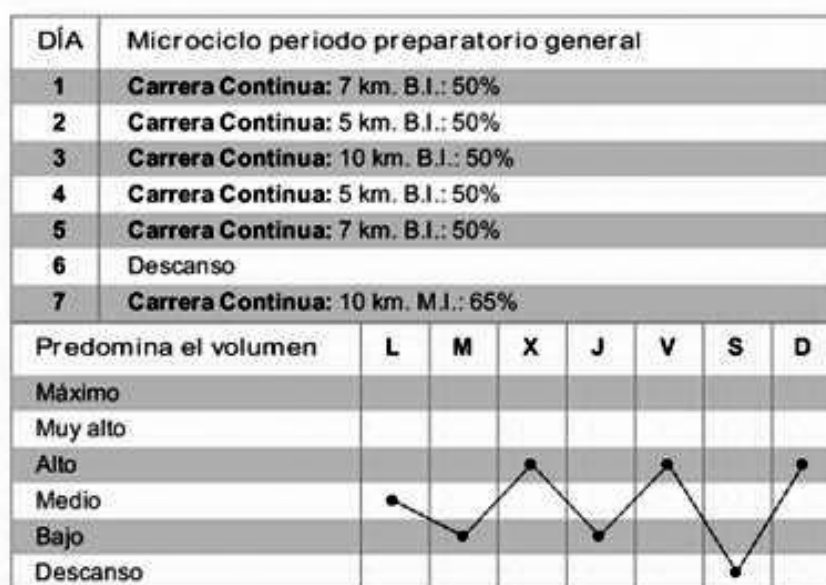 DÍA Microciclo periodo preparatorio general
1 Carrera Continua: 7 km. B.I.: 50%
2 Carrera Continua: 5 km. B.I.: 50%
3 Carrera Continua: 10 km. B.I.: 50%
4 Carrera Continua: 5 km. B.I.: 50%
5 Carrera Continua: 7 km. B.I.: 50%
6 Descanso
7 Carrera Continua: 10 km. M.I.: 65%
Predomina el volumen L M X J V S D
Máximo
Muy alto
Alto
Medio
Bajo
Descanso